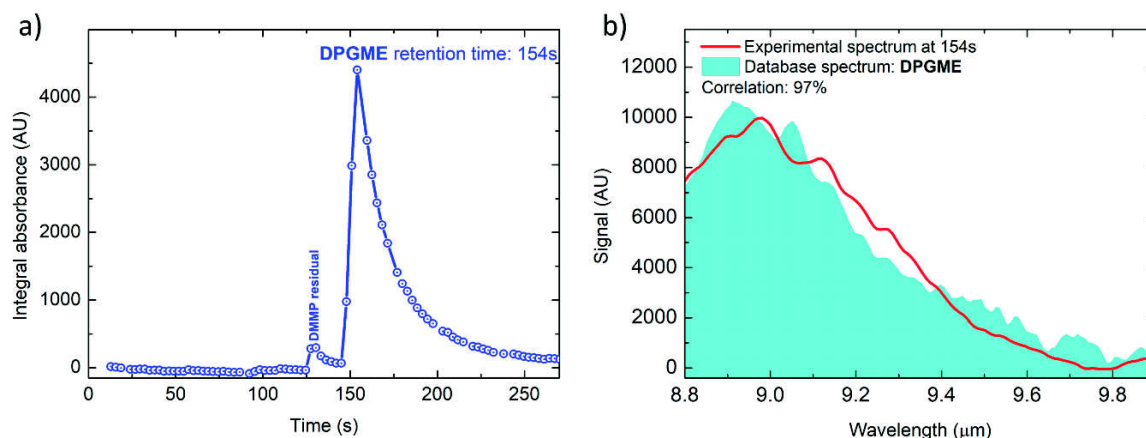 a)
DPGME retention time: 154s
DMMP residual
Integral absorbance (AU)
4000
3000
2000
1000
0
0 50 100 150 200 250
Time (s)
b)
Experimental spectrum at 154s
Database spectrum: DPGME
Correlation: 97%
Signal (AU)
12000
10000
8000
6000
4000
2000
0
8.8 9.0 9.2 9.4 9.6 9.8
Wavelength (μm)